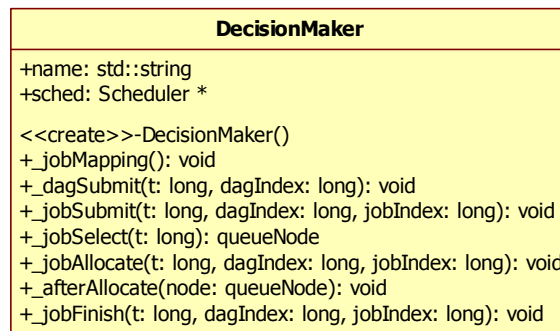 DecisionMaker
+name: std::string
+sched: Scheduler *
<<create>>-DecisionMaker()
+_jobMapping(): void
+_dagSubmit(t: long, dagIndex: long): void
+_jobSubmit(t: long, dagIndex: long, jobIndex: long): void
+_jobSelect(t: long): queueNode
+_jobAllocate(t: long, dagIndex: long, jobIndex: long): void
+_afterAllocate(node: queueNode): void
+_jobFinish(t: long, dagIndex: long, jobIndex: long): void